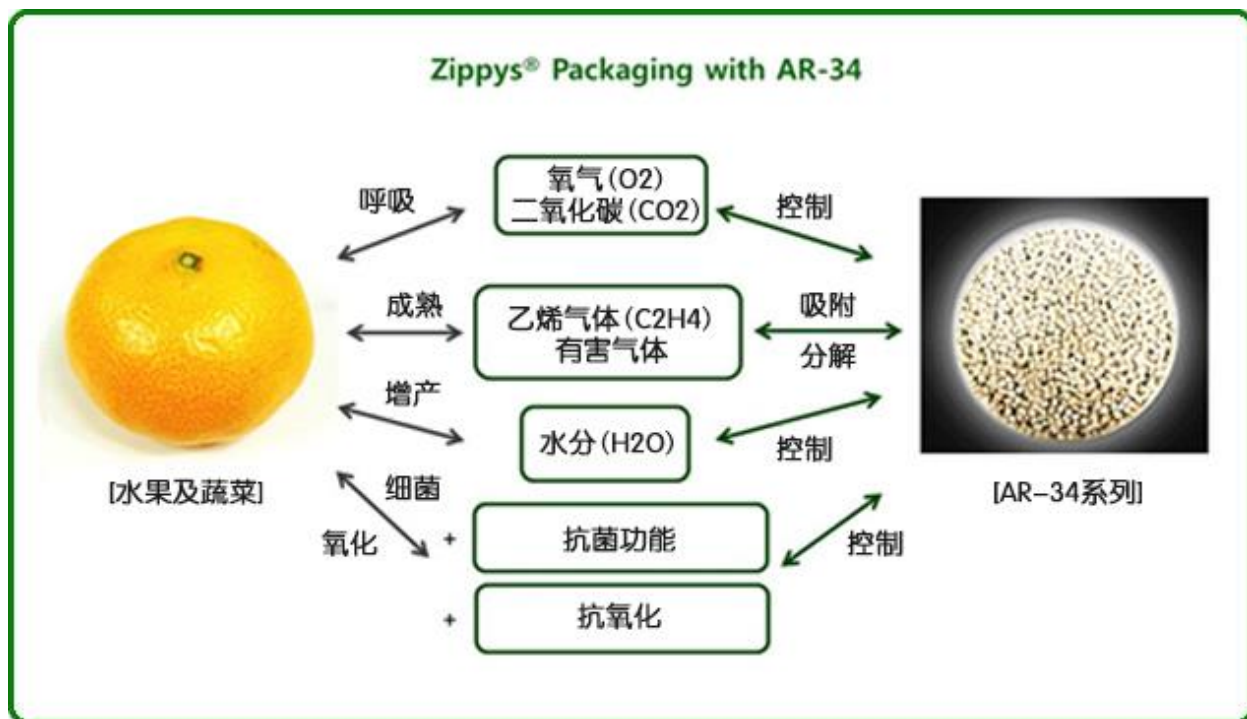 Zippys® Packaging with AR-34
呼吸
氧气(O2)
二氧化碳(CO2)
控制
成熟
乙烯气体(C2H4)
有害气体
吸附
分解
增产
水分(H2O)
控制
[水果及蔬菜]
[AR-34系列]
细菌
氧化
+ 抗菌功能
控制
+ 抗氧化